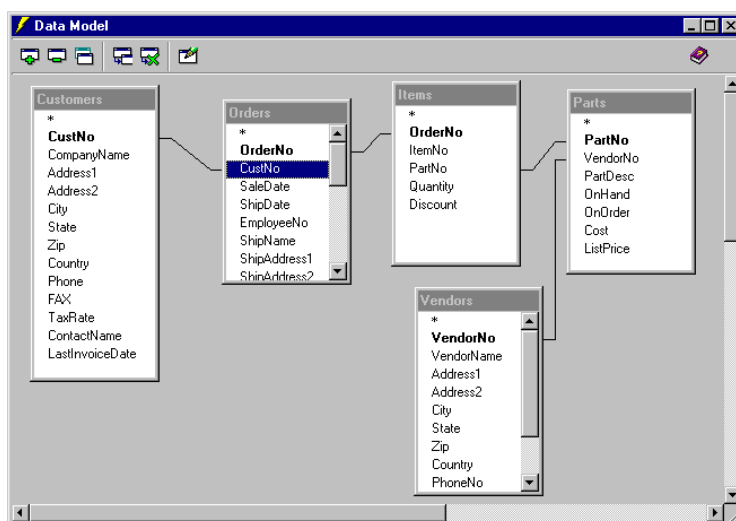 Data Model
Customers
*
CustNo
CompanyName
Address1
Address2
City
State
Zip
Country
Phone
FAX
TaxRate
ContactName
LastInvoiceDate
Orders
*
OrderNo
CustNo
SaleDate
ShipDate
EmployeeNo
ShipName
ShipAddress1
ShipAddress2
Items
*
OrderNo
ItemNo
PartNo
Quantity
Discount
Parts
*
PartNo
VendorNo
PartDesc
OnHand
OnOrder
Cost
ListPrice
Vendors
*
VendorNo
VendorName
Address1
Address2
City
State
Zip
Country
PhoneNo